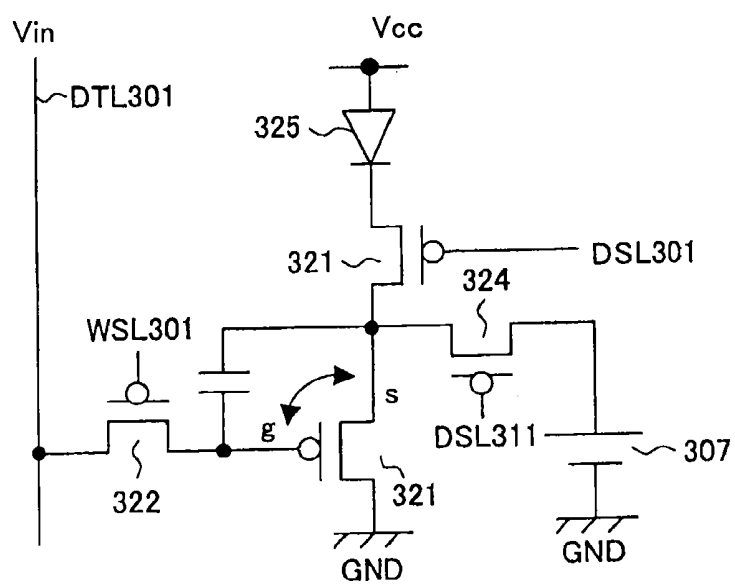 Vin
Vcc
DTL301
325
321
DSL301
324
WSL301
s
g
DSL311
307
322
321
GND
GND